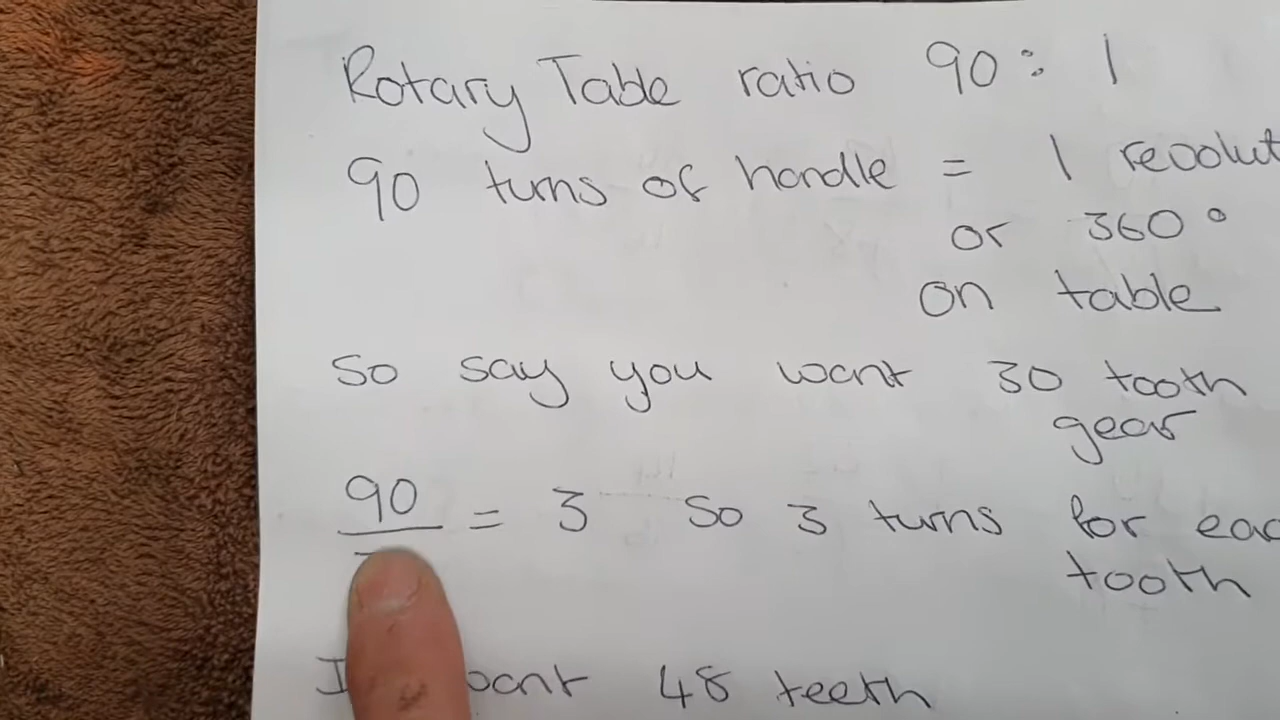 Rotary Table ratio 90:1
90 turns of handle = 1 revolut
or 360°
on table
So say you want 30 tooth
gear
90 = 3 So 3 turns for eac
tooth
I want 48 teeth